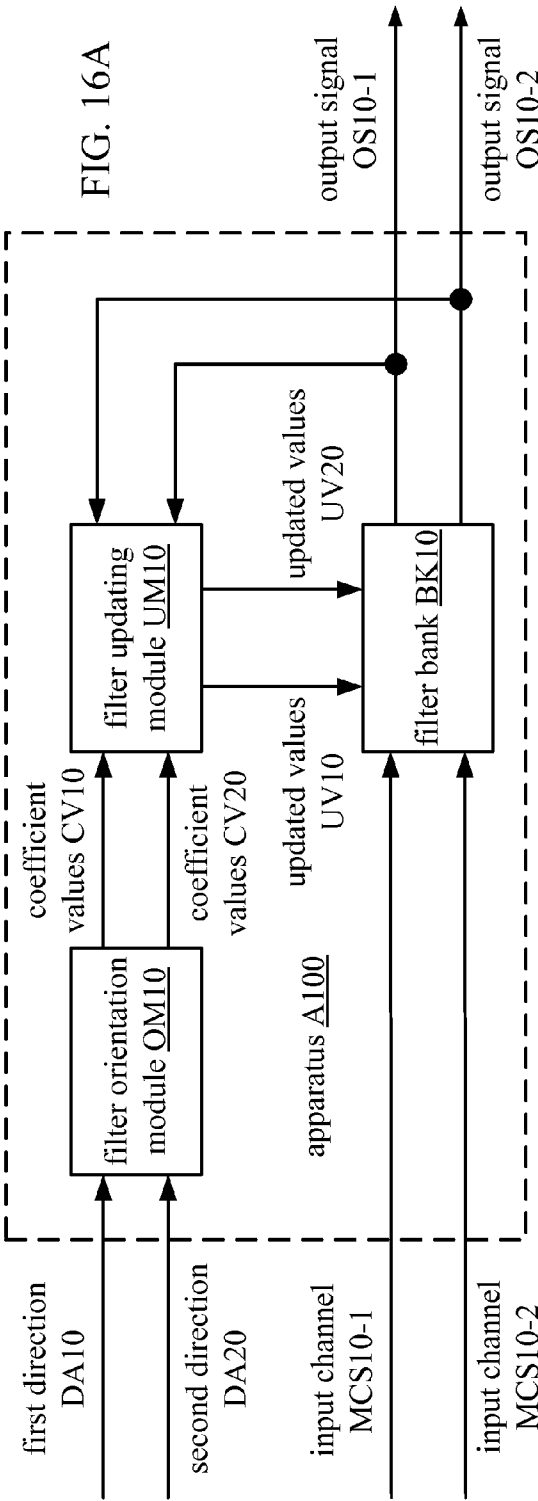 FIG. 16A
first direction
DA10
second direction
DA20
filter orientation
module OM10
coefficient
values CV10
coefficient
values CV20
filter updating
module UM10
updated values
UV10
updated values
UV20
apparatus A100
input channel
MCS10-1
input channel
MCS10-2
filter bank BK10
output signal
OS10-1
output signal
OS10-2